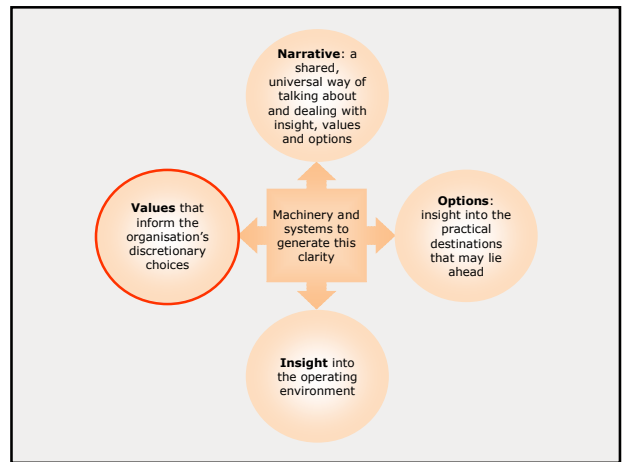 Narrative: a
shared,
universal way of
talking about
and dealing with
insight, values
and options
Values that
inform the
organisation's
discretionary
choices
Machinery and
systems to
generate this
clarity
Options:
insight into the
practical
destinations
that may lie
ahead
Insight into
the operating
environment